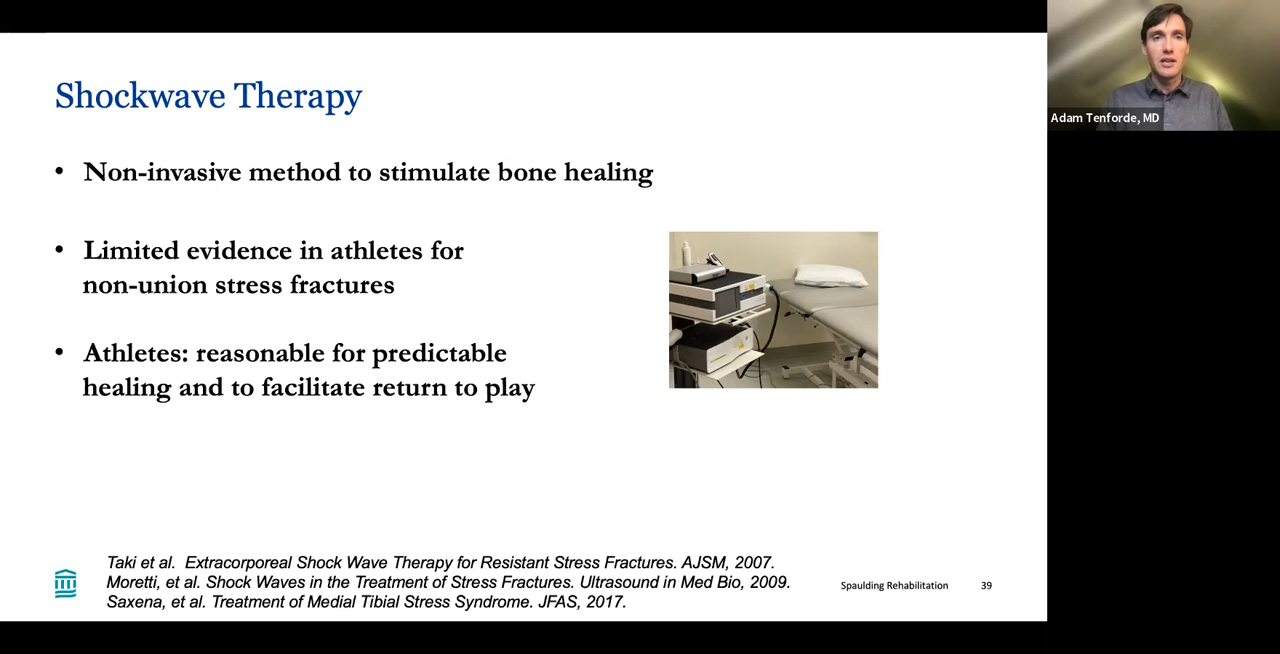 Shockwave Therapy
• Non-invasive method to stimulate bone healing
• Limited evidence in athletes for
non-union stress fractures
• Athletes: reasonable for predictable
healing and to facilitate return to play
Taki et al. Extracorporeal Shock Wave Therapy for Resistant Stress Fractures. AJSM, 2007.
Moretti, et al. Shock Waves in the Treatment of Stress Fractures. Ultrasound in Med Bio, 2009.
Saxena, et al. Treatment of Medial Tibial Stress Syndrome. JFAS, 2017.
Spaulding Rehabilitation 39
Adam Tenforde, MD